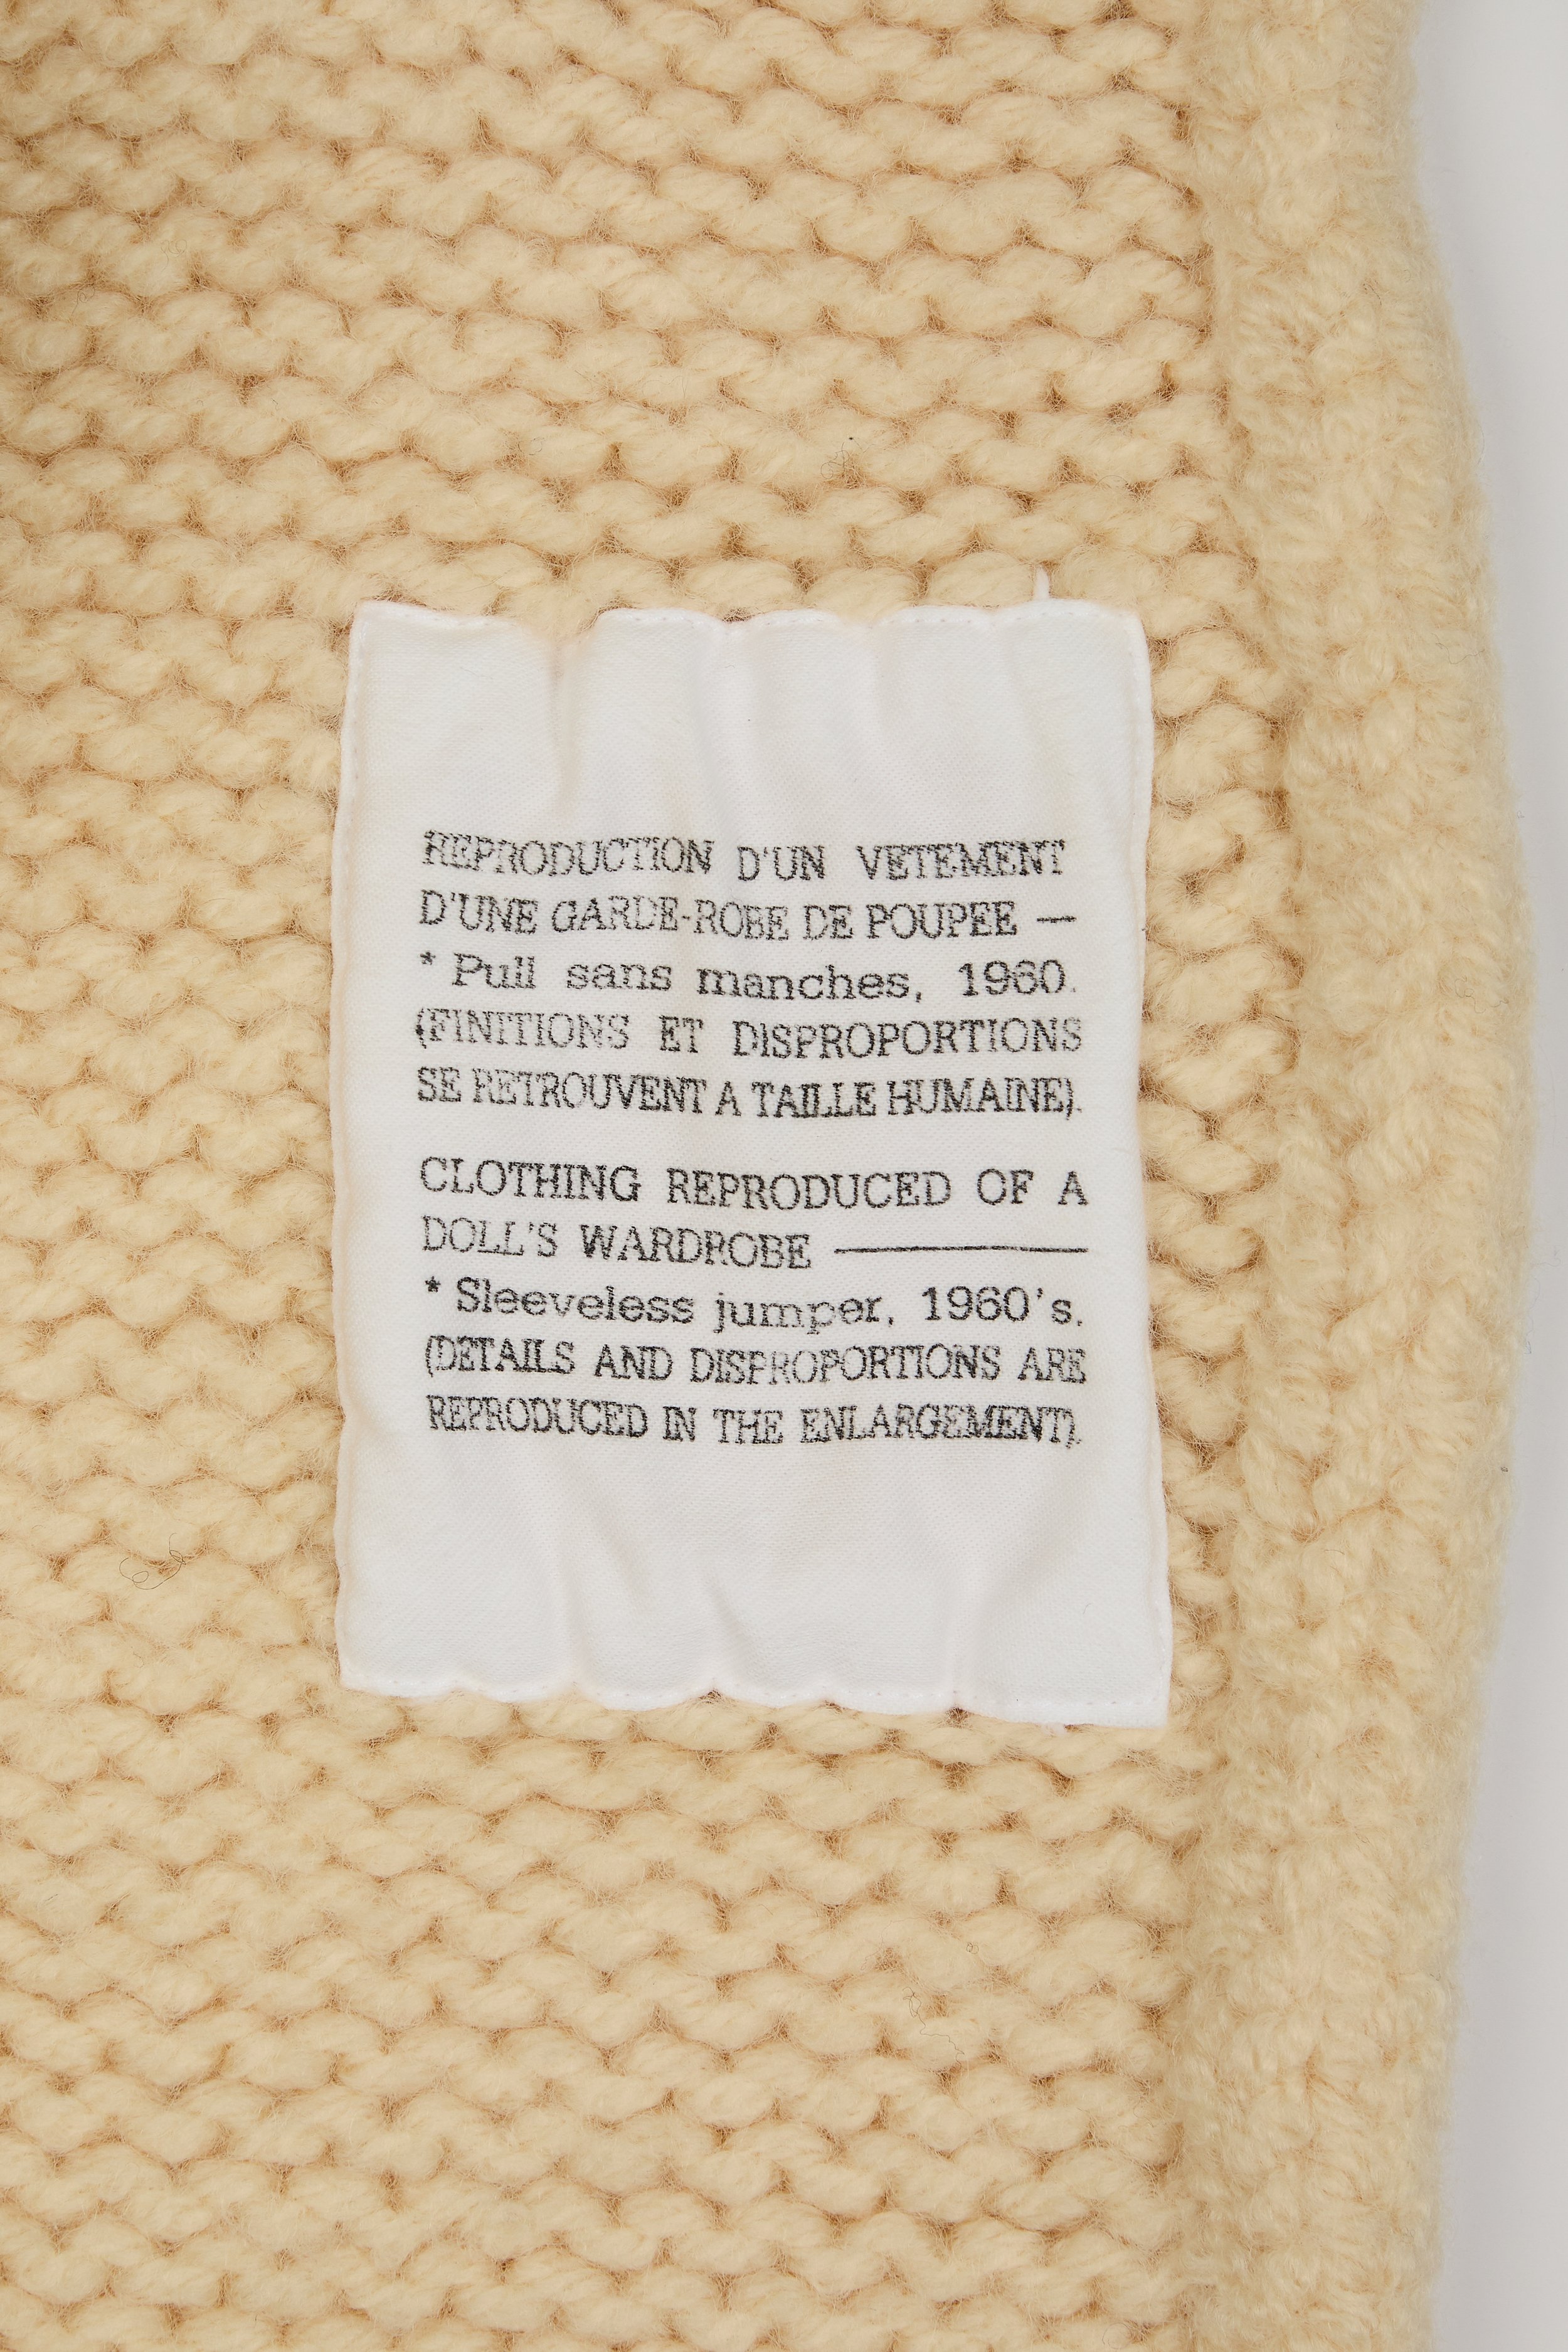 REPRODUCTION D'UN VETEMENT
D'UNE GARDE-ROBE DE POUPEE —
* Pull sans manches, 1960.
(FINITIONS ET DISPROPORTIONS
SE RETROUVENT A TAILLE HUMAINE).
CLOTHING REPRODUCED OF A
DOLL'S WARDROBE —
* Sleeveless jumper, 1960's.
(DETAILS AND DISPROPORTIONS ARE
REPRODUCED IN THE ENLARGEMENT).